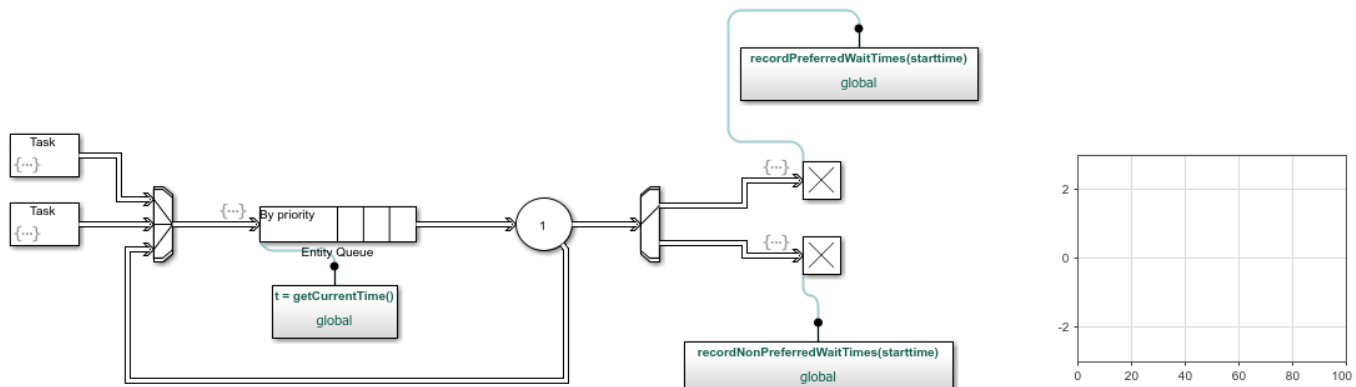 recordPreferredWaitTimes(starttime)
global
Task
{...}
Task
{...}
{...}
By priority
Entity Queue
1
t = getCurrentTime()
global
{...}
{...}
recordNonPreferredWaitTimes(starttime)
global
2
0
-2
0 20 40 60 80 100